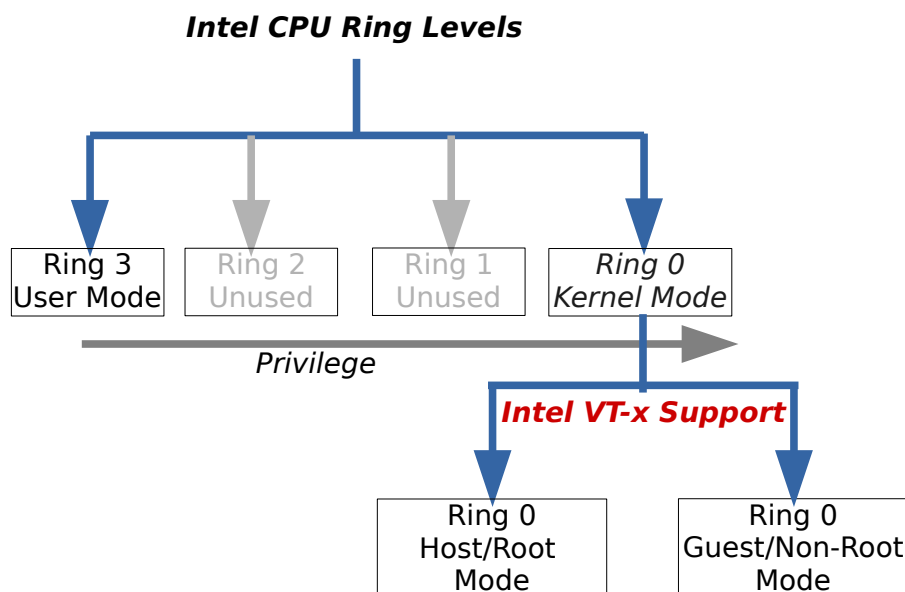 Intel CPU Ring Levels
Ring 3
User Mode
Ring 2
Unused
Ring 1
Unused
Ring 0
Kernel Mode
Privilege
Intel VT-x Support
Ring 0
Host/Root
Mode
Ring 0
Guest/Non-Root
Mode